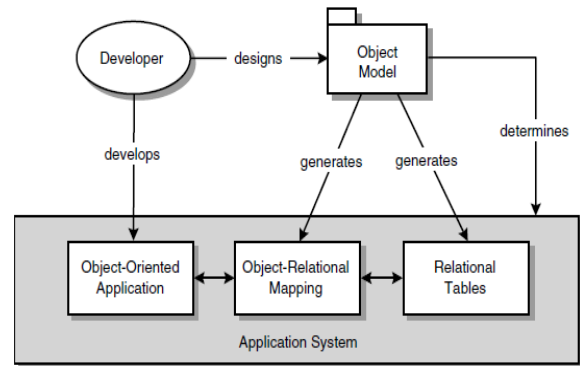 Developer
designs
Object
Model
develops
generates
generates
determines
Object-Oriented
Application
Object-Relational
Mapping
Relational
Tables
Application System